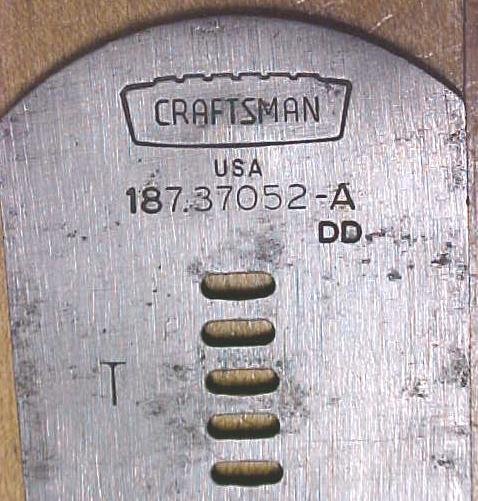 CRAFTSMAN
USA
187.37052-A
DD
T